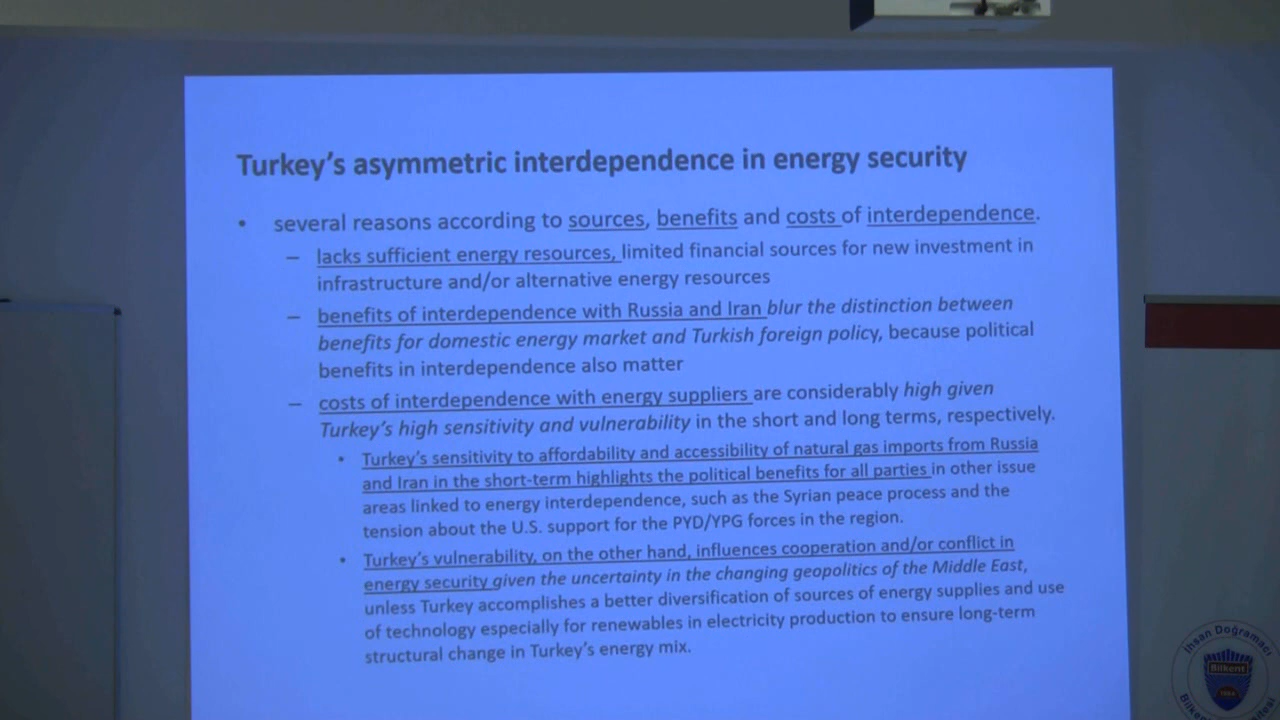 Turkey's asymmetric interdependence in energy security
• several reasons according to sources, benefits and costs of interdependence.
– lacks sufficient energy resources, limited financial sources for new investment in
infrastructure and/or alternative energy resources
– benefits of interdependence with Russia and Iran blur the distinction between
benefits for domestic energy market and Turkish foreign policy, because political
benefits in interdependence also matter
– costs of interdependence with energy suppliers are considerably high given
Turkey's high sensitivity and vulnerability in the short and long terms, respectively.
• Turkey's sensitivity to affordability and accessibility of natural gas imports from Russia
and Iran in the short-term highlights the political benefits for all parties in other issue
areas linked to energy interdependence, such as the Syrian peace process and the
tension about the U.S. support for the PYD/YPG forces in the region.
• Turkey's vulnerability, on the other hand, influences cooperation and/or conflict in
energy security given the uncertainty in the changing geopolitics of the Middle East,
unless Turkey accomplishes a better diversification of sources of energy supplies and use
of technology especially for renewables in electricity production to ensure long-term
structural change in Turkey's energy mix.
İhsan Doğramacı
Bilkent